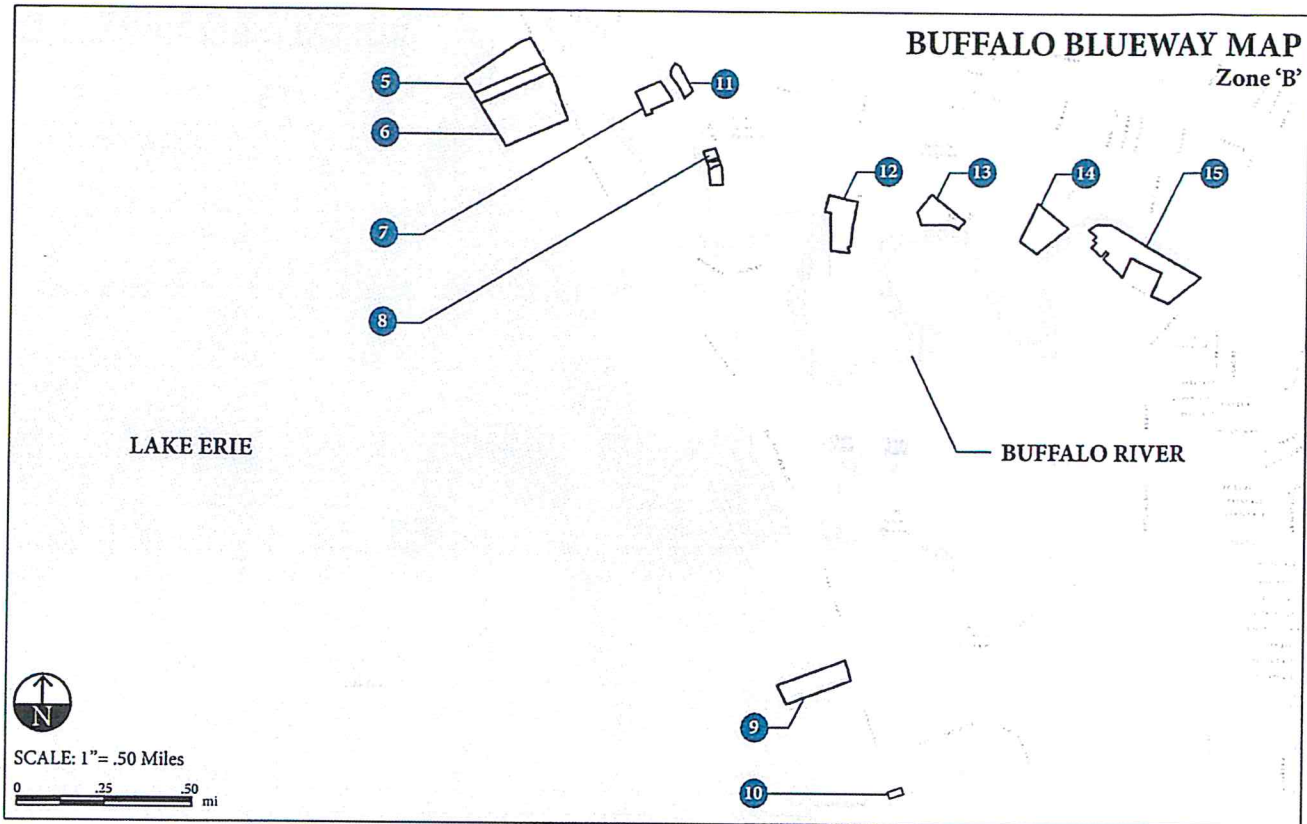 BUFFALO BLUEWAY MAP
Zone ‘B’
5
11
6
12
13
14
15
7
8
LAKE ERIE
BUFFALO RIVER
N
9
SCALE: 1”= .50 Miles
0 .25 .50 mi
10